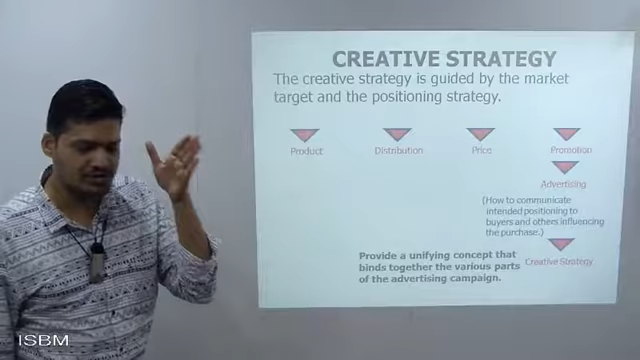 CREATIVE STRATEGY
The creative strategy is guided by the market
target and the positioning strategy.
Product
Distribution
Price
Promotion
Advertising
(How to communicate
intended positioning to
buyers and others influencing
the purchase.)
Provide a unifying concept that
binds together the various parts
of the advertising campaign.
Creative Strategy
ISBM